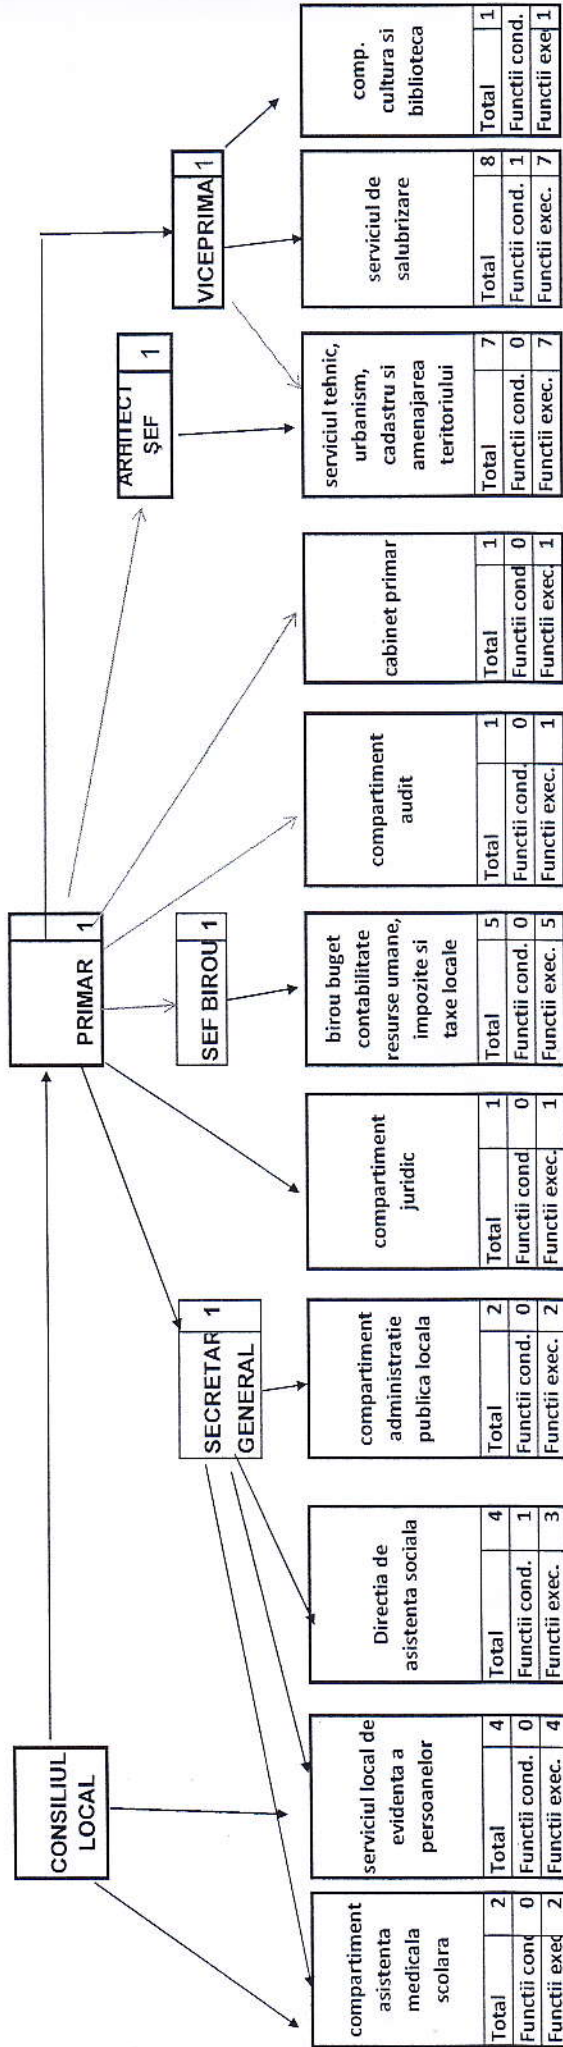 CONSILIUL
LOCAL
PRIMAR 1
ARHITECT
ŞEF 1
VICEPRIMA 1
SECRETAR
GENERAL 1
SEF BIROU 1
compartiment
asistenta
medicala
scolara
Total 2
Functii cond 0
Functii exec 2
serviciul local de
evidenta a
persoanelor
Total 4
Functii cond. 0
Functii exec. 4
Directia de
asistenta sociala
Total 4
Functii cond. 1
Functii exec. 3
compartiment
administratie
publica locala
Total 2
Functii cond. 0
Functii exec. 2
compartiment
juridic
Total 1
Functii cond 0
Functii exec. 1
birou buget
contabilitate
resurse umane,
impozite si
taxe locale
Total 5
Functii cond. 0
Functii exec. 5
compartiment
audit
Total 1
Functii cond. 0
Functii exec. 1
cabinet primar
Total 1
Functii cond 0
Functii exec. 1
serviciul tehnic,
urbanism,
cadastru si
amenajarea
teritoriului
Total 7
Functii cond. 0
Functii exec. 7
serviciul de
salubrizare
Total 8
Functii cond. 1
Functii exec. 7
comp.
cultura si
biblioteca
Total 1
Functii cond.
Functii exe 1